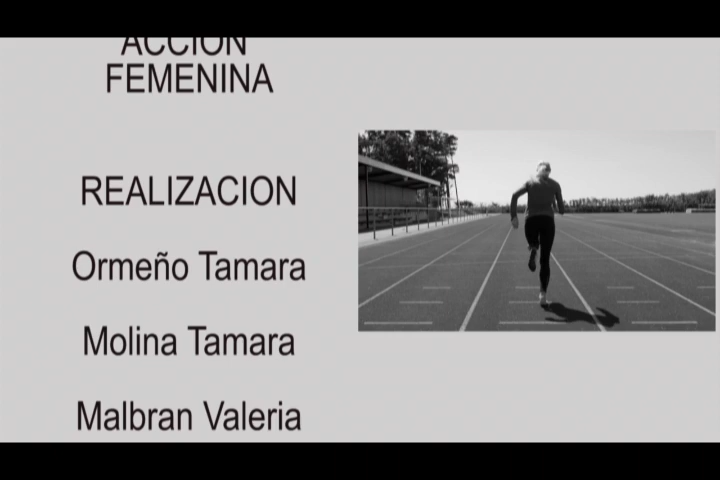 ACCION
FEMENINA
REALIZACION
Ormeño Tamara
Molina Tamara
Malbran Valeria